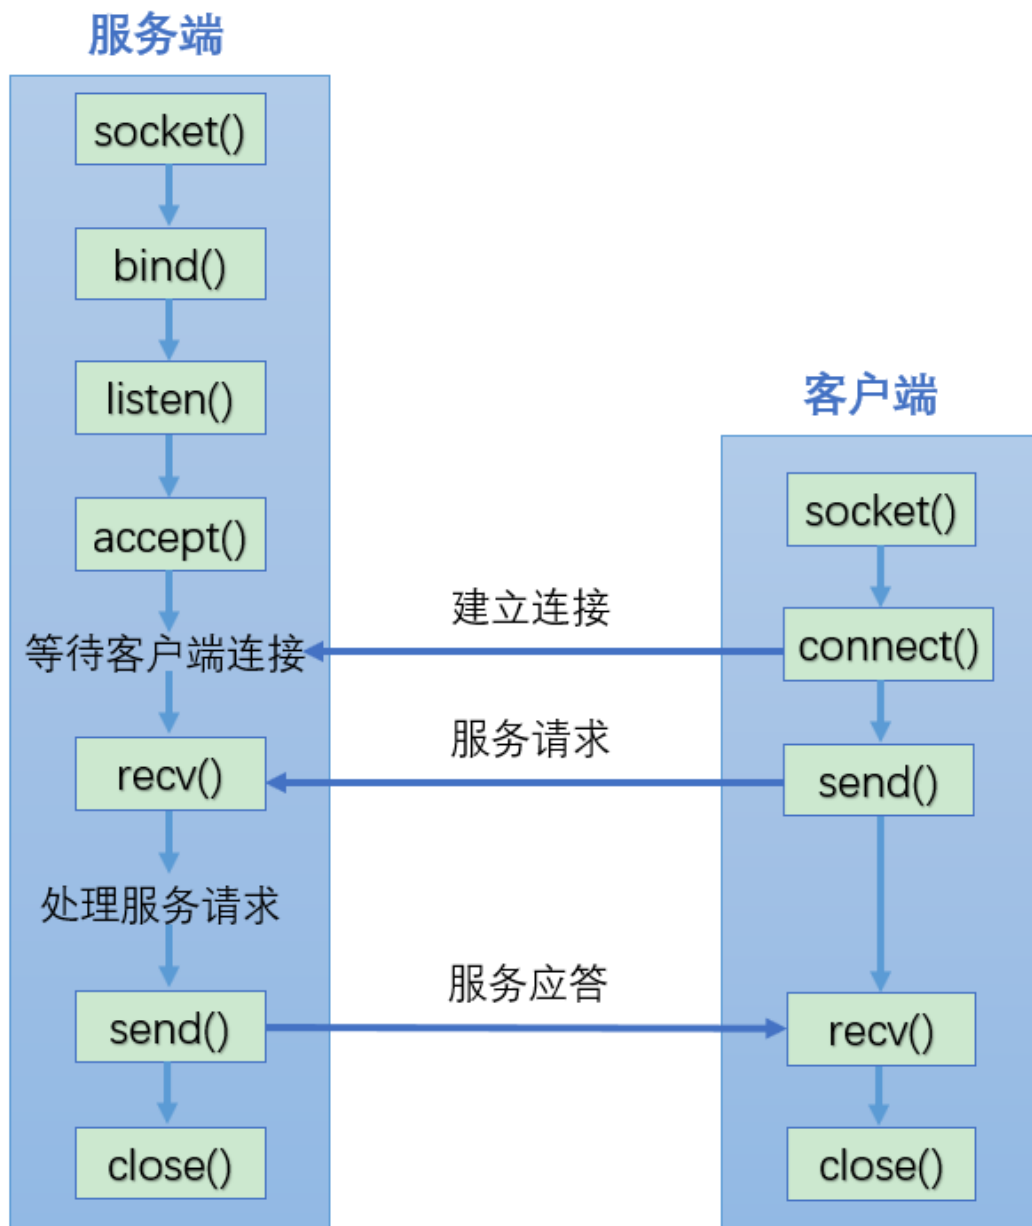 服务端
socket()
bind()
listen()
accept()
等待客户端连接
recv()
处理服务请求
send()
close()
建立连接
服务请求
服务应答
客户端
socket()
connect()
send()
recv()
close()